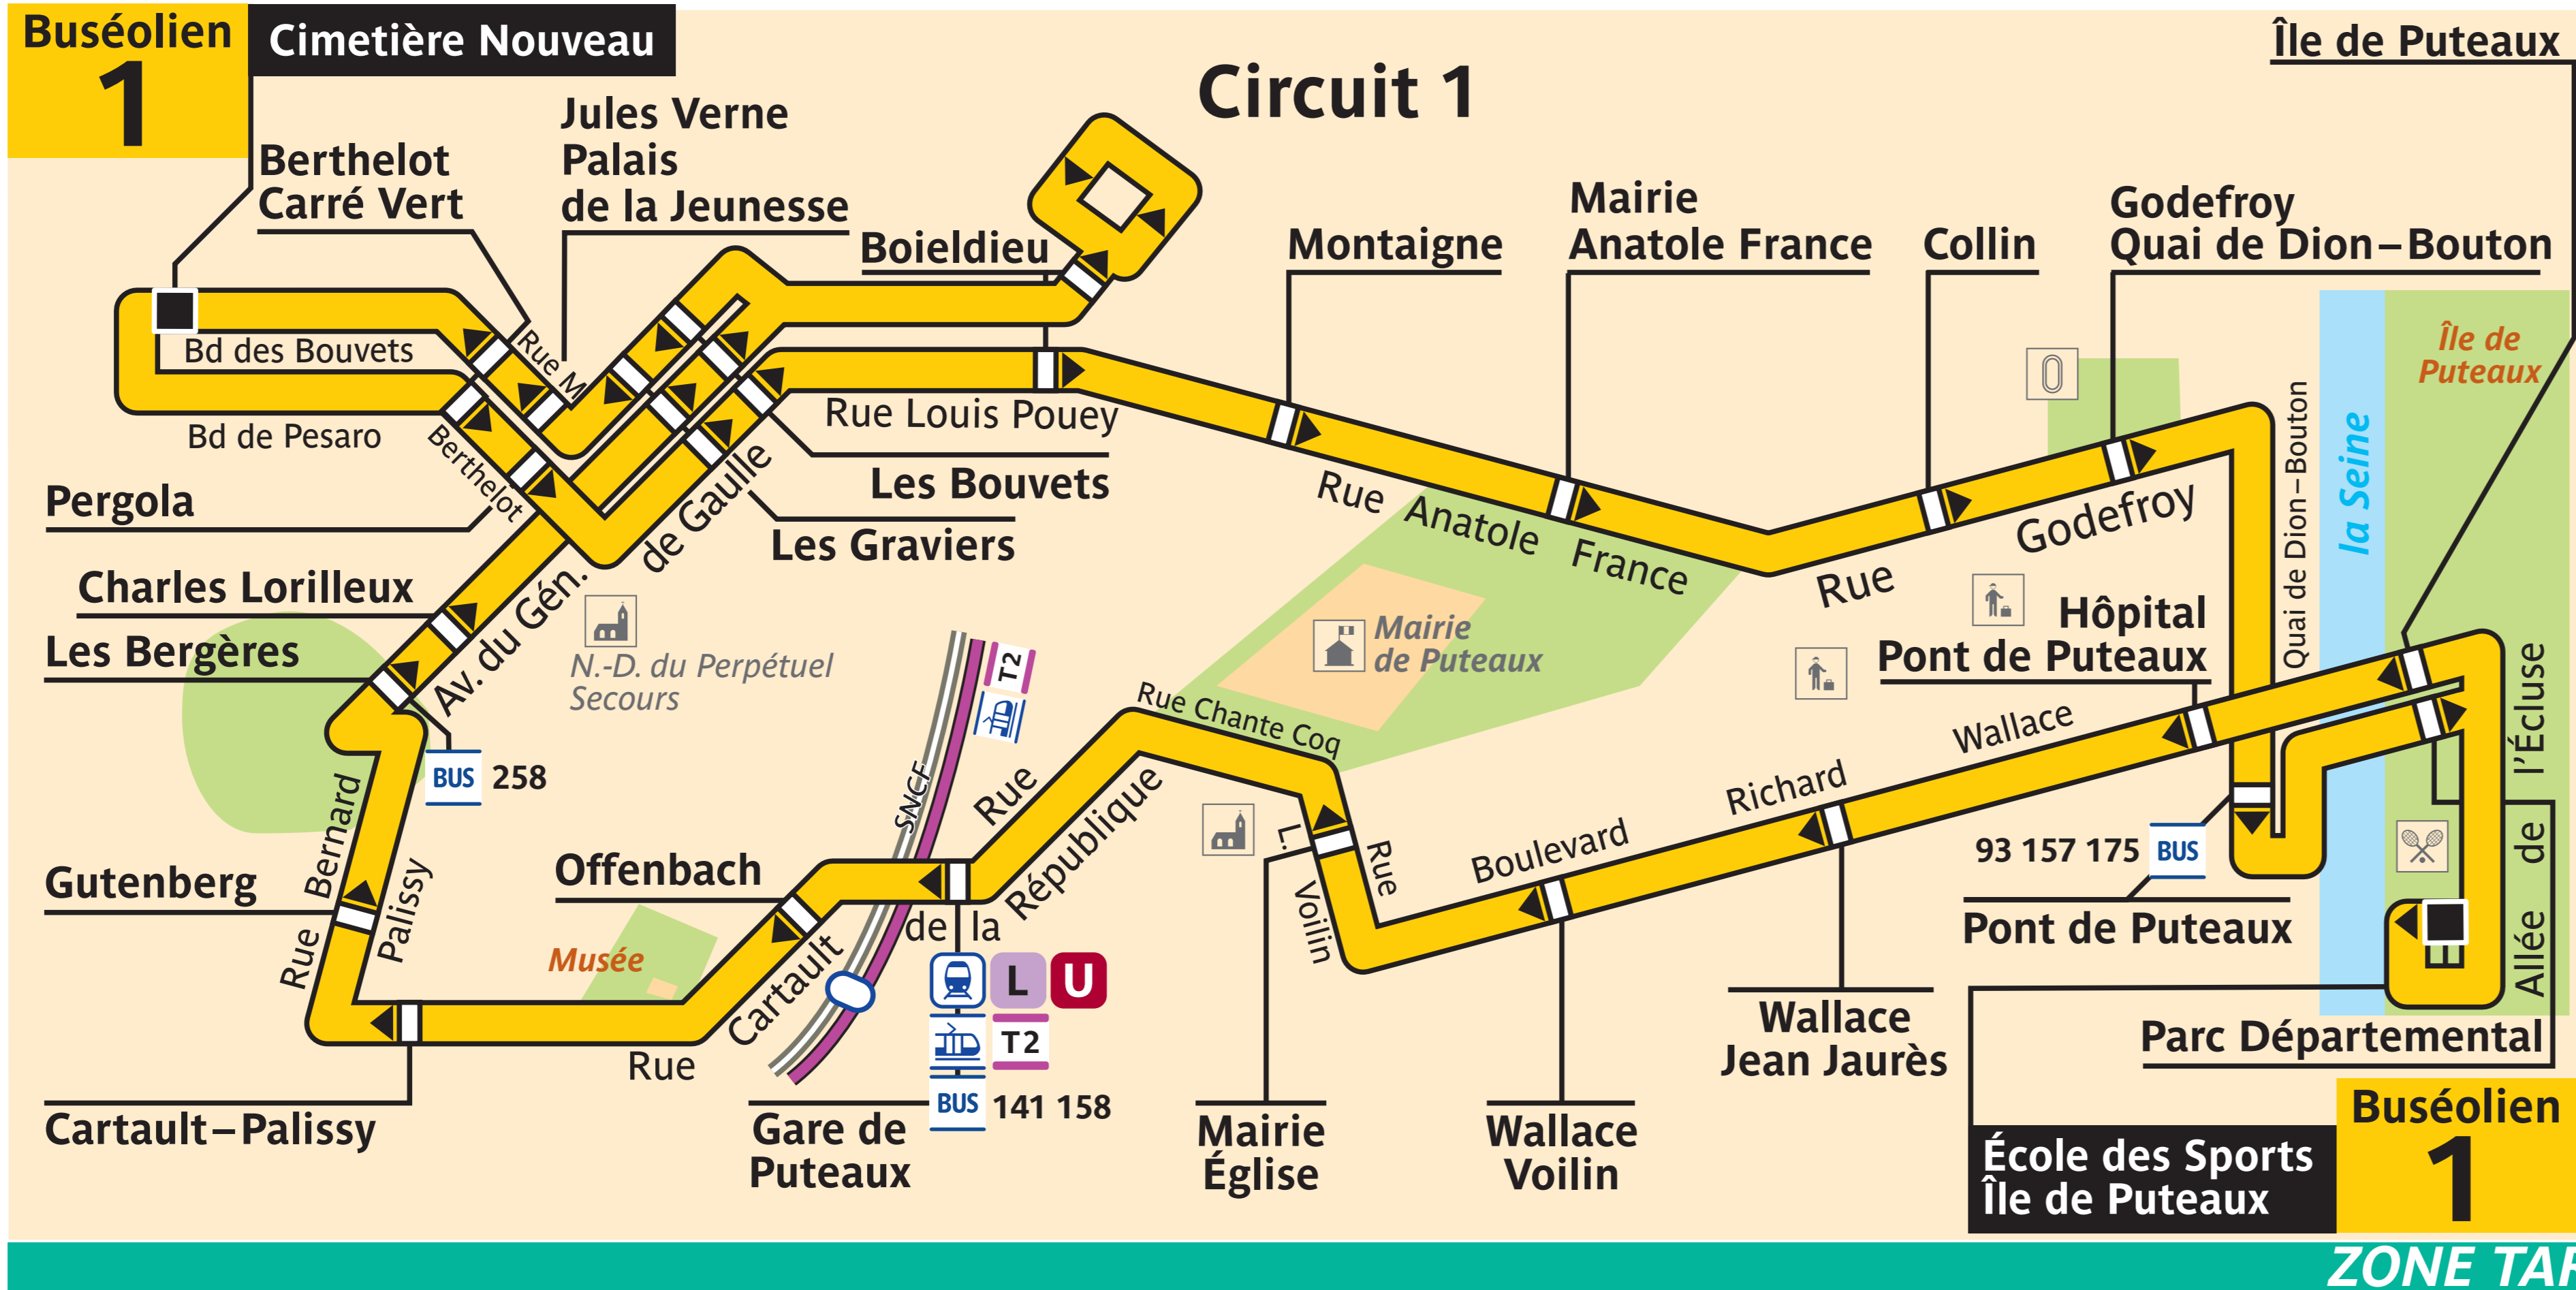 Buséolien
1
Cimetière Nouveau
Circuit 1
Île de Puteaux
Berthelot
Carré Vert
Jules Verne
Palais
de la Jeunesse
Boieldieu
Montaigne
Mairie
Anatole France
Collin
Godefroy
Quai de Dion–Bouton
Bd des Bouvets
Rue M
Bd de Pesaro
Berthelot
Rue Louis Pouey
Les Bouvets
Les Graviers
Pergola
Charles Lorilleux
Les Bergères
Av. du Gén.
de Gaulle
N.-D. du Perpétuel
Secours
BUS 258
Rue Anatole France
Rue Godefroy
Quai de Dion–Bouton
la Seine
Île de
Puteaux
Mairie
de Puteaux
Hôpital
Pont de Puteaux
T2
SNCF
Rue Chante Coq
Rue
de la
République
Gutenberg
Rue Bernard
Palissy
Offenbach
Musée
Rue
Cartault
L. Voilin
Rue
Boulevard
Richard
Wallace
93 157 175 BUS
Pont de Puteaux
Allée de l'Écluse
L U
T2
BUS 141 158
Cartault–Palissy
Gare de
Puteaux
Mairie
Église
Wallace
Voilin
Wallace
Jean Jaurès
Parc Départemental
École des Sports
Île de Puteaux
Buséolien
1
ZONE TAR